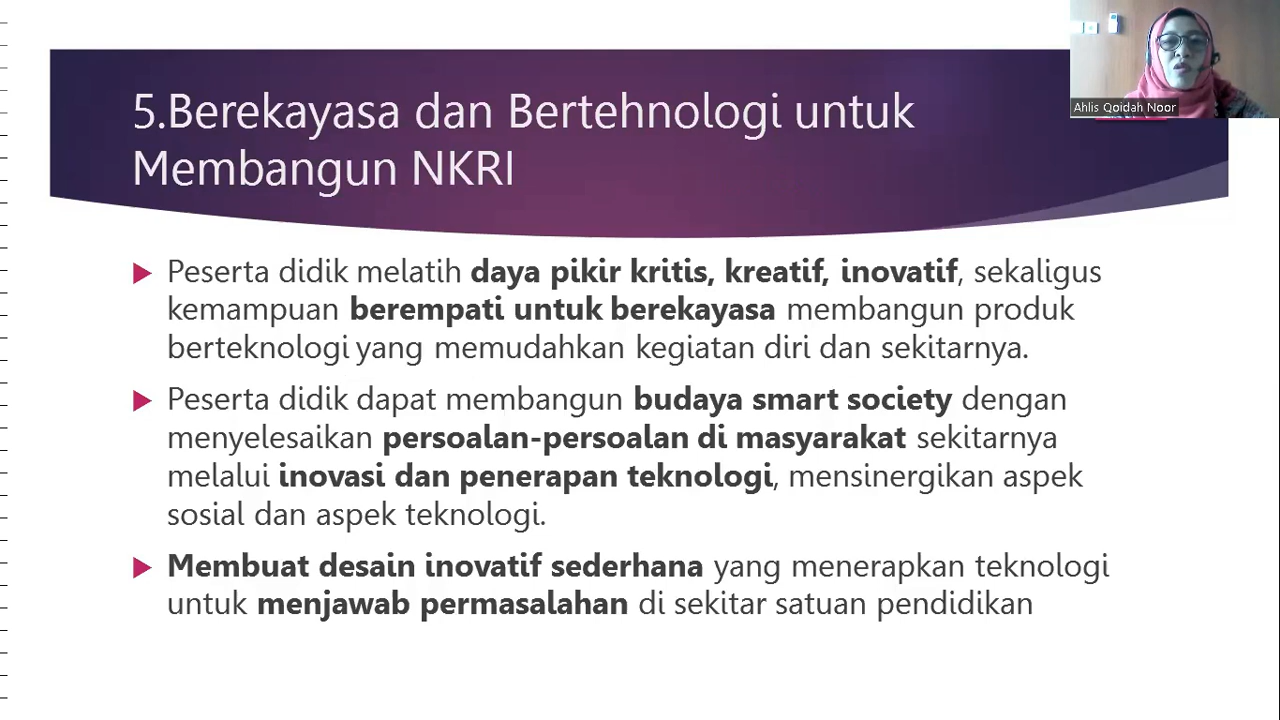 5.Berekayasa dan Bertehnologi untuk
Membangun NKRI
Ahlis Qoidah Noor
Peserta didik melatih daya pikir kritis, kreatif, inovatif, sekaligus
kemampuan berempati untuk berekayasa membangun produk
berteknologi yang memudahkan kegiatan diri dan sekitarnya.
Peserta didik dapat membangun budaya smart society dengan
menyelesaikan persoalan-persoalan di masyarakat sekitarnya
melalui inovasi dan penerapan teknologi, mensinergikan aspek
sosial dan aspek teknologi.
Membuat desain inovatif sederhana yang menerapkan teknologi
untuk menjawab permasalahan di sekitar satuan pendidikan